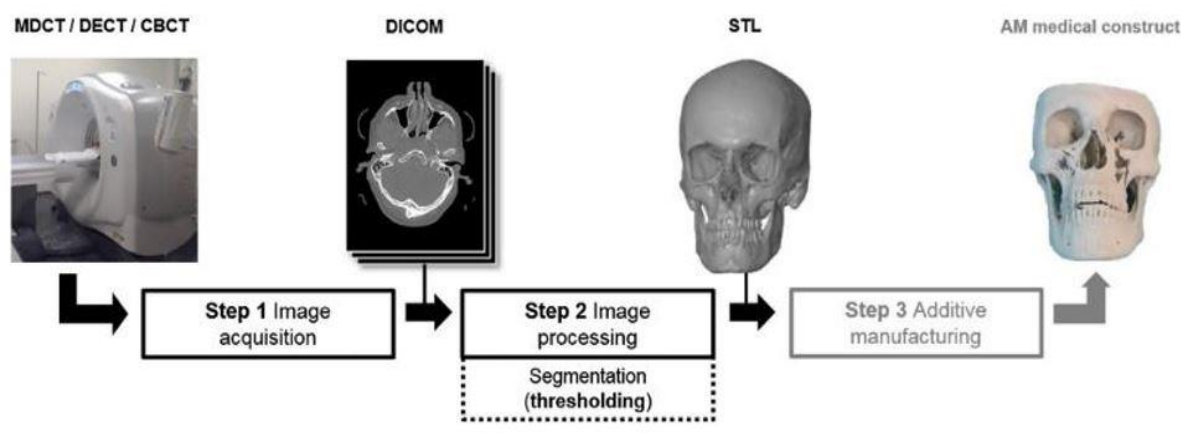 MDCT / DECT / CBCT
DICOM
STL
AM medical construct
Step 1 Image
acquisition
Step 2 Image
processing
Step 3 Additive
manufacturing
Segmentation
(thresholding)